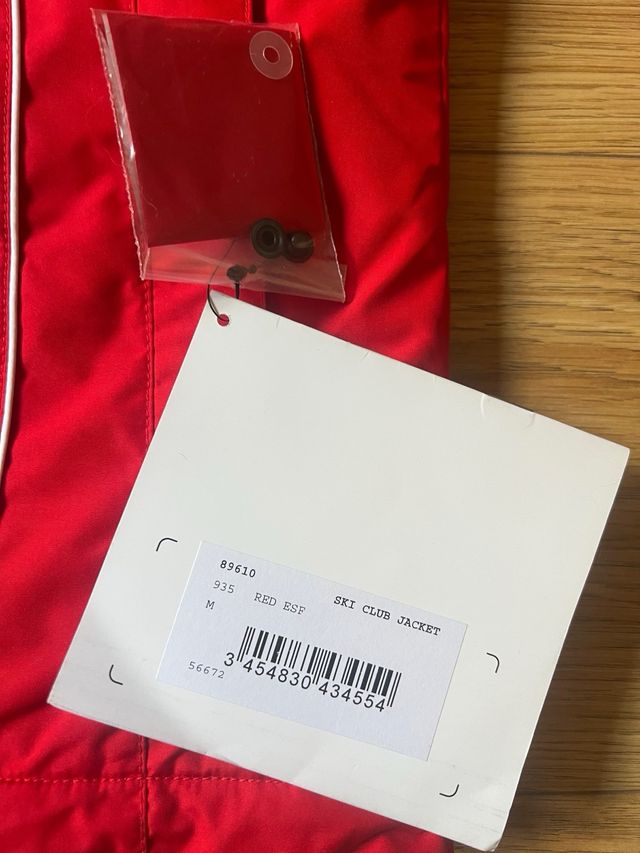 89610
935 RED ESF SKI CLUB JACKET
M
56672
3 454830 434554